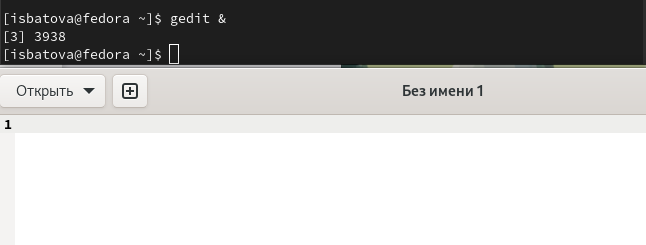 [isbatova@fedora ~]$ gedit &
[3] 3938
[isbatova@fedora ~]$
Открыть
Без имени 1
1